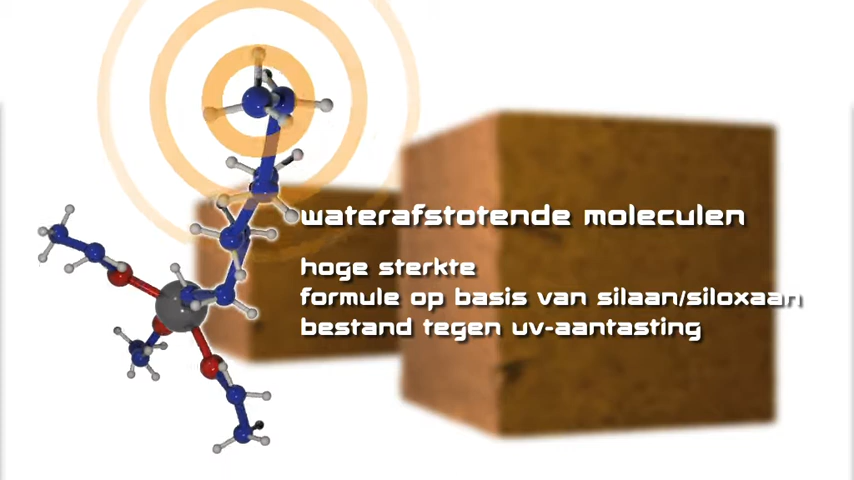 waterafstotende moleculen
hoge sterkte
formule op basis van silaan/siloxaan
bestand tegen uv-aantasting